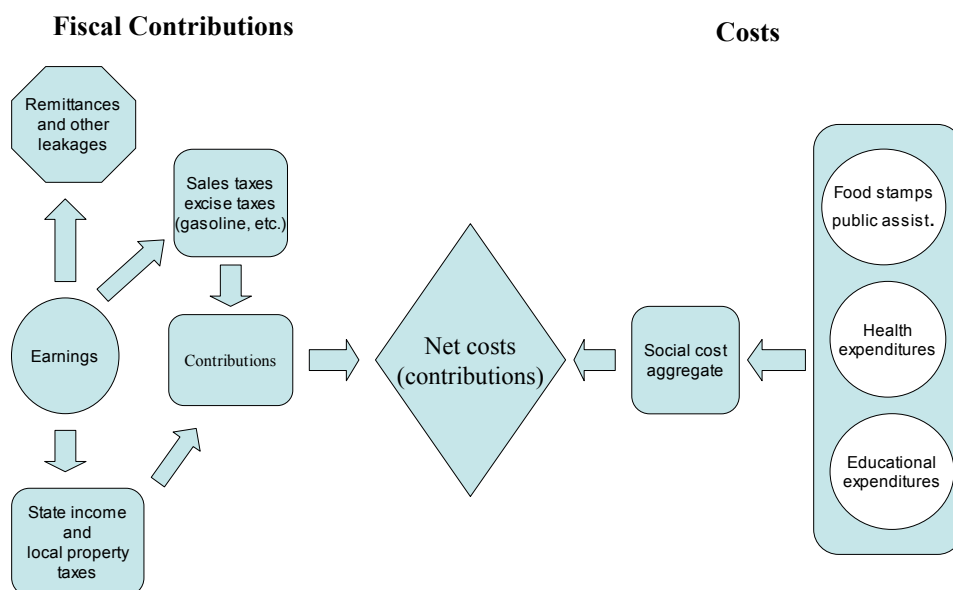 Fiscal Contributions
Costs
Remittances
and other
leakages
Sales taxes
excise taxes
(gasoline, etc.)
Earnings
Contributions
State income
and
local property
taxes
Net costs
(contributions)
Social cost
aggregate
Food stamps
public assist.
Health
expenditures
Educational
expenditures